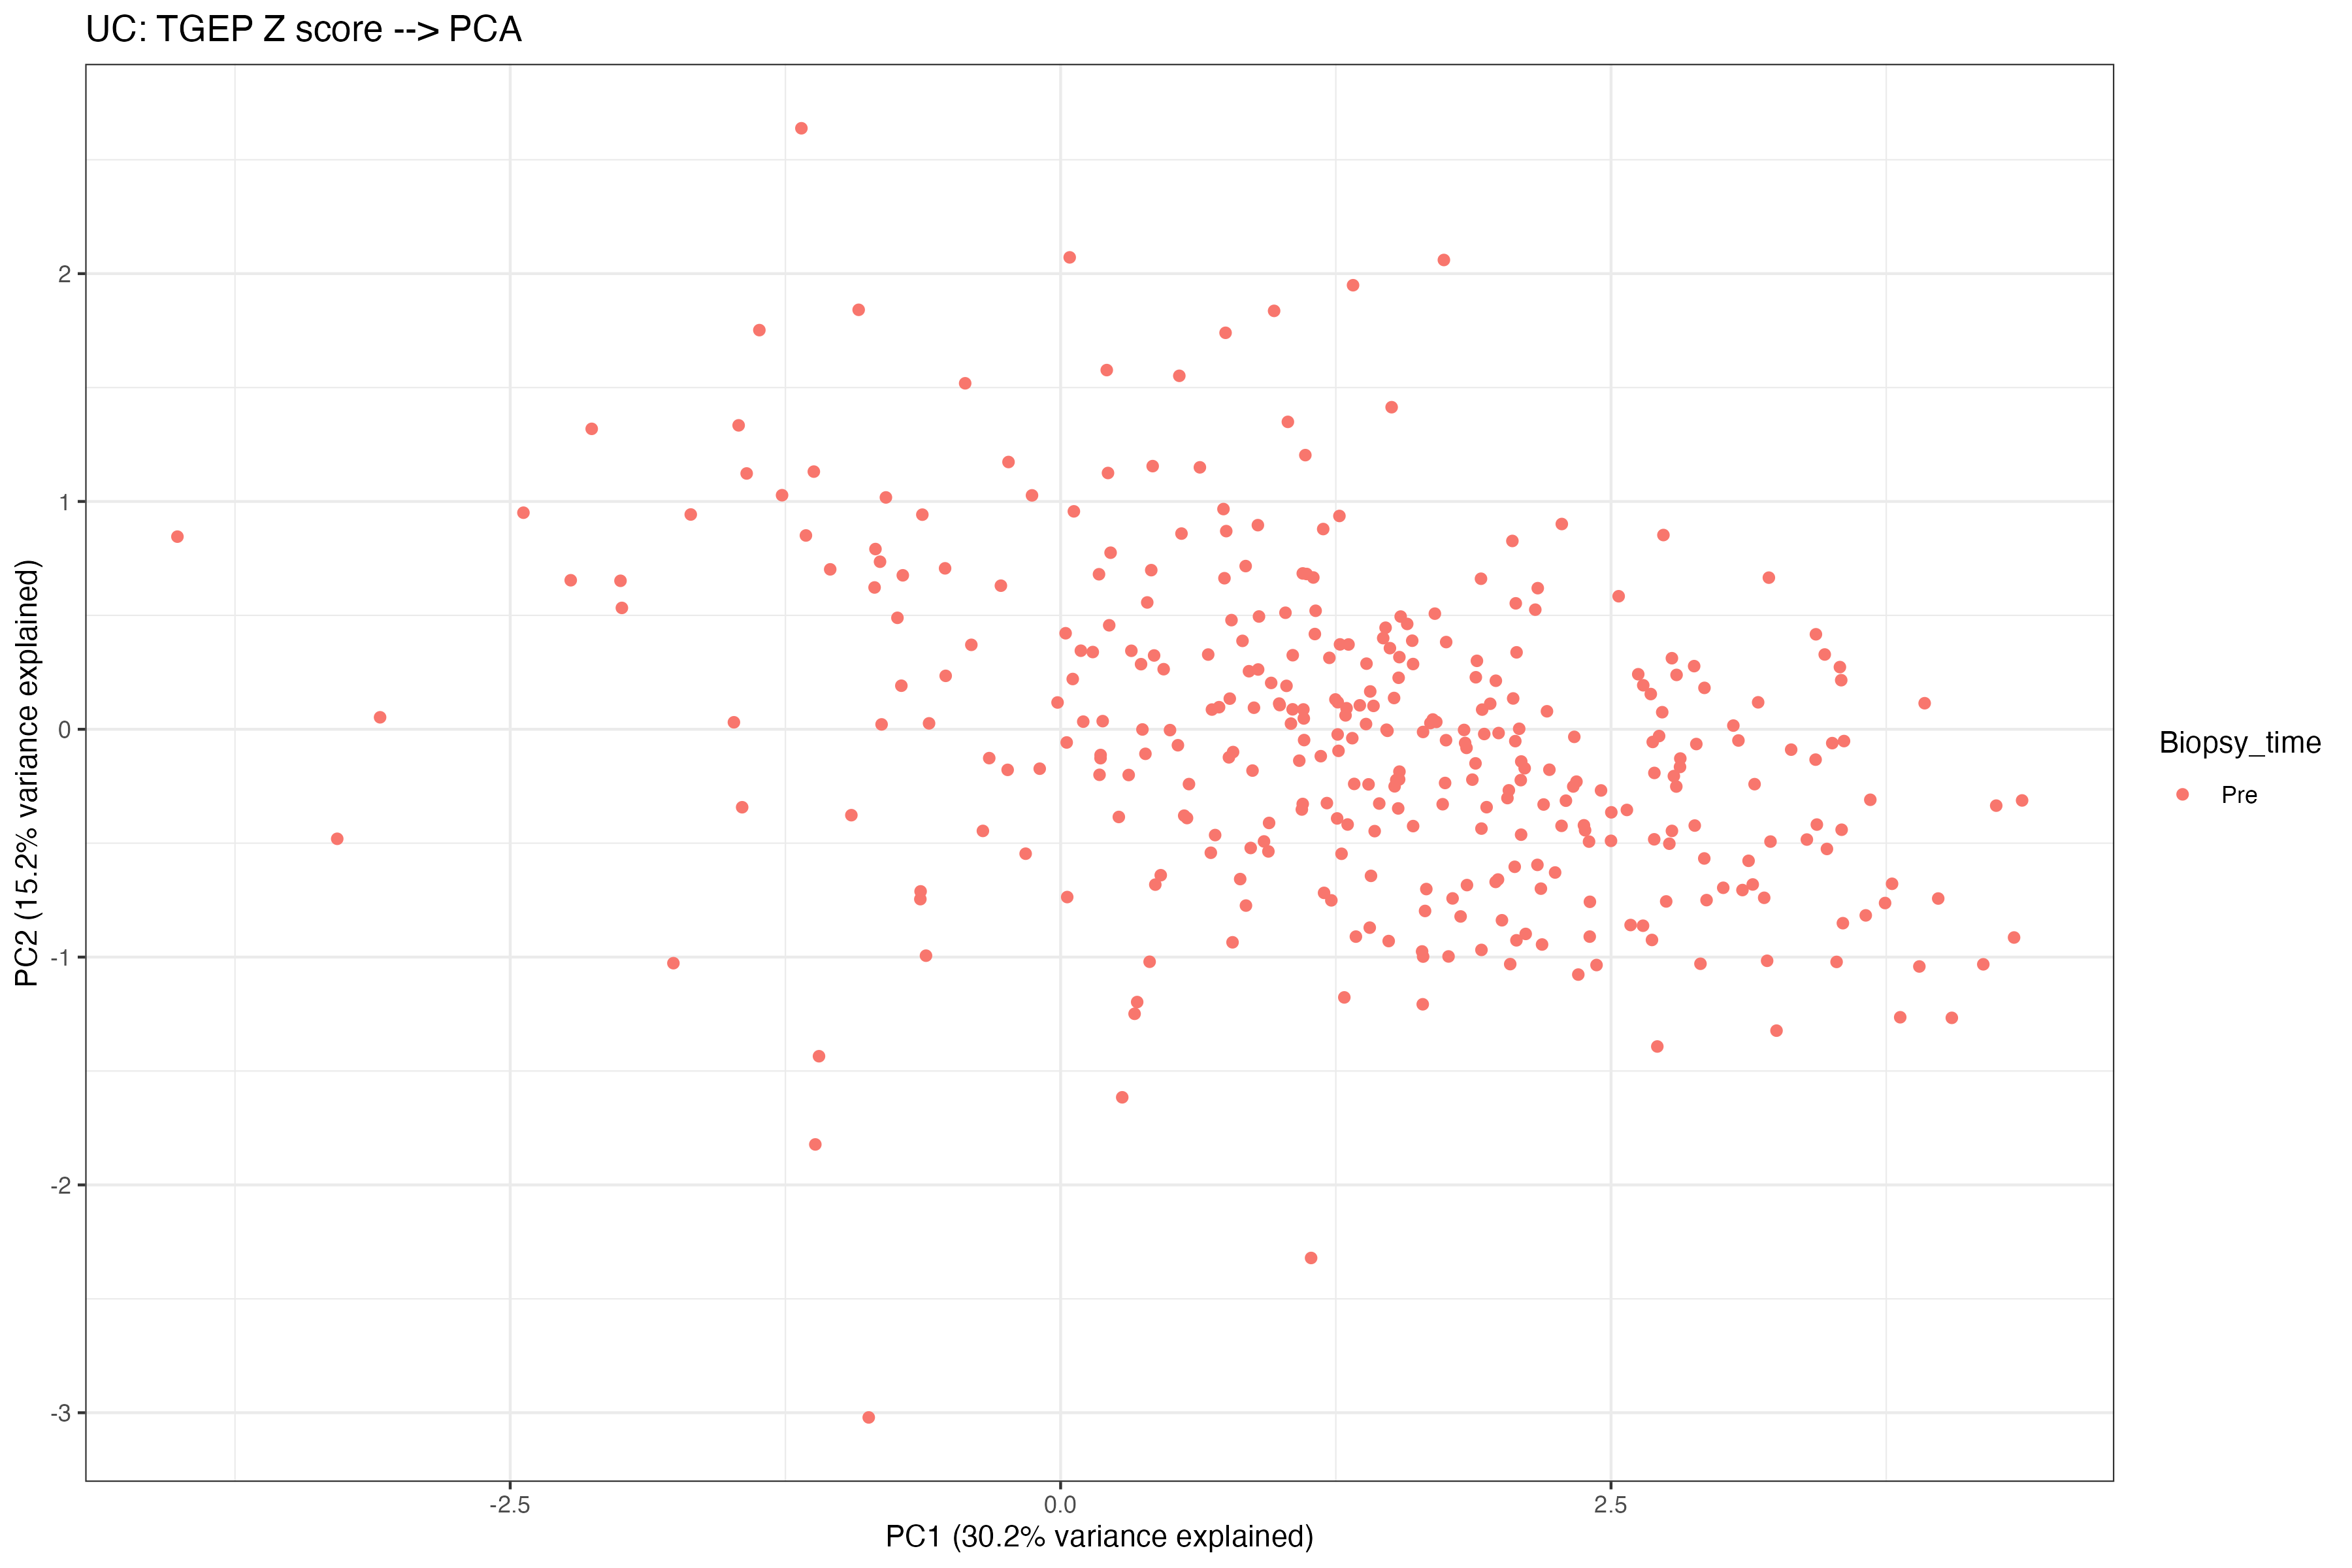 UC: TGEP Z score --> PCA
PC2 (15.2% variance explained)
2
1
0
-1
-2
-3
-2.5
0.0
2.5
PC1 (30.2% variance explained)
Biopsy_time
Pre